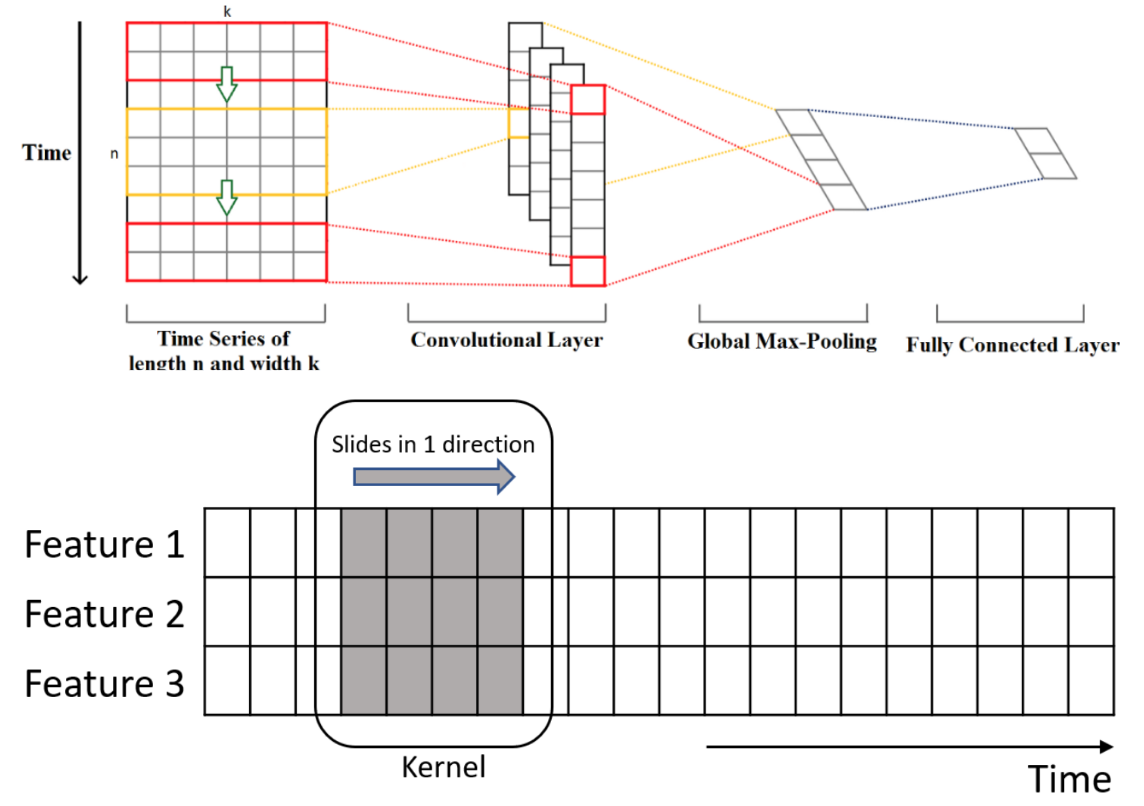 k
Time
n
Time Series of
length n and width k
Convolutional Layer
Global Max-Pooling
Fully Connected Layer
Slides in 1 direction
Feature 1
Feature 2
Feature 3
Kernel
Time